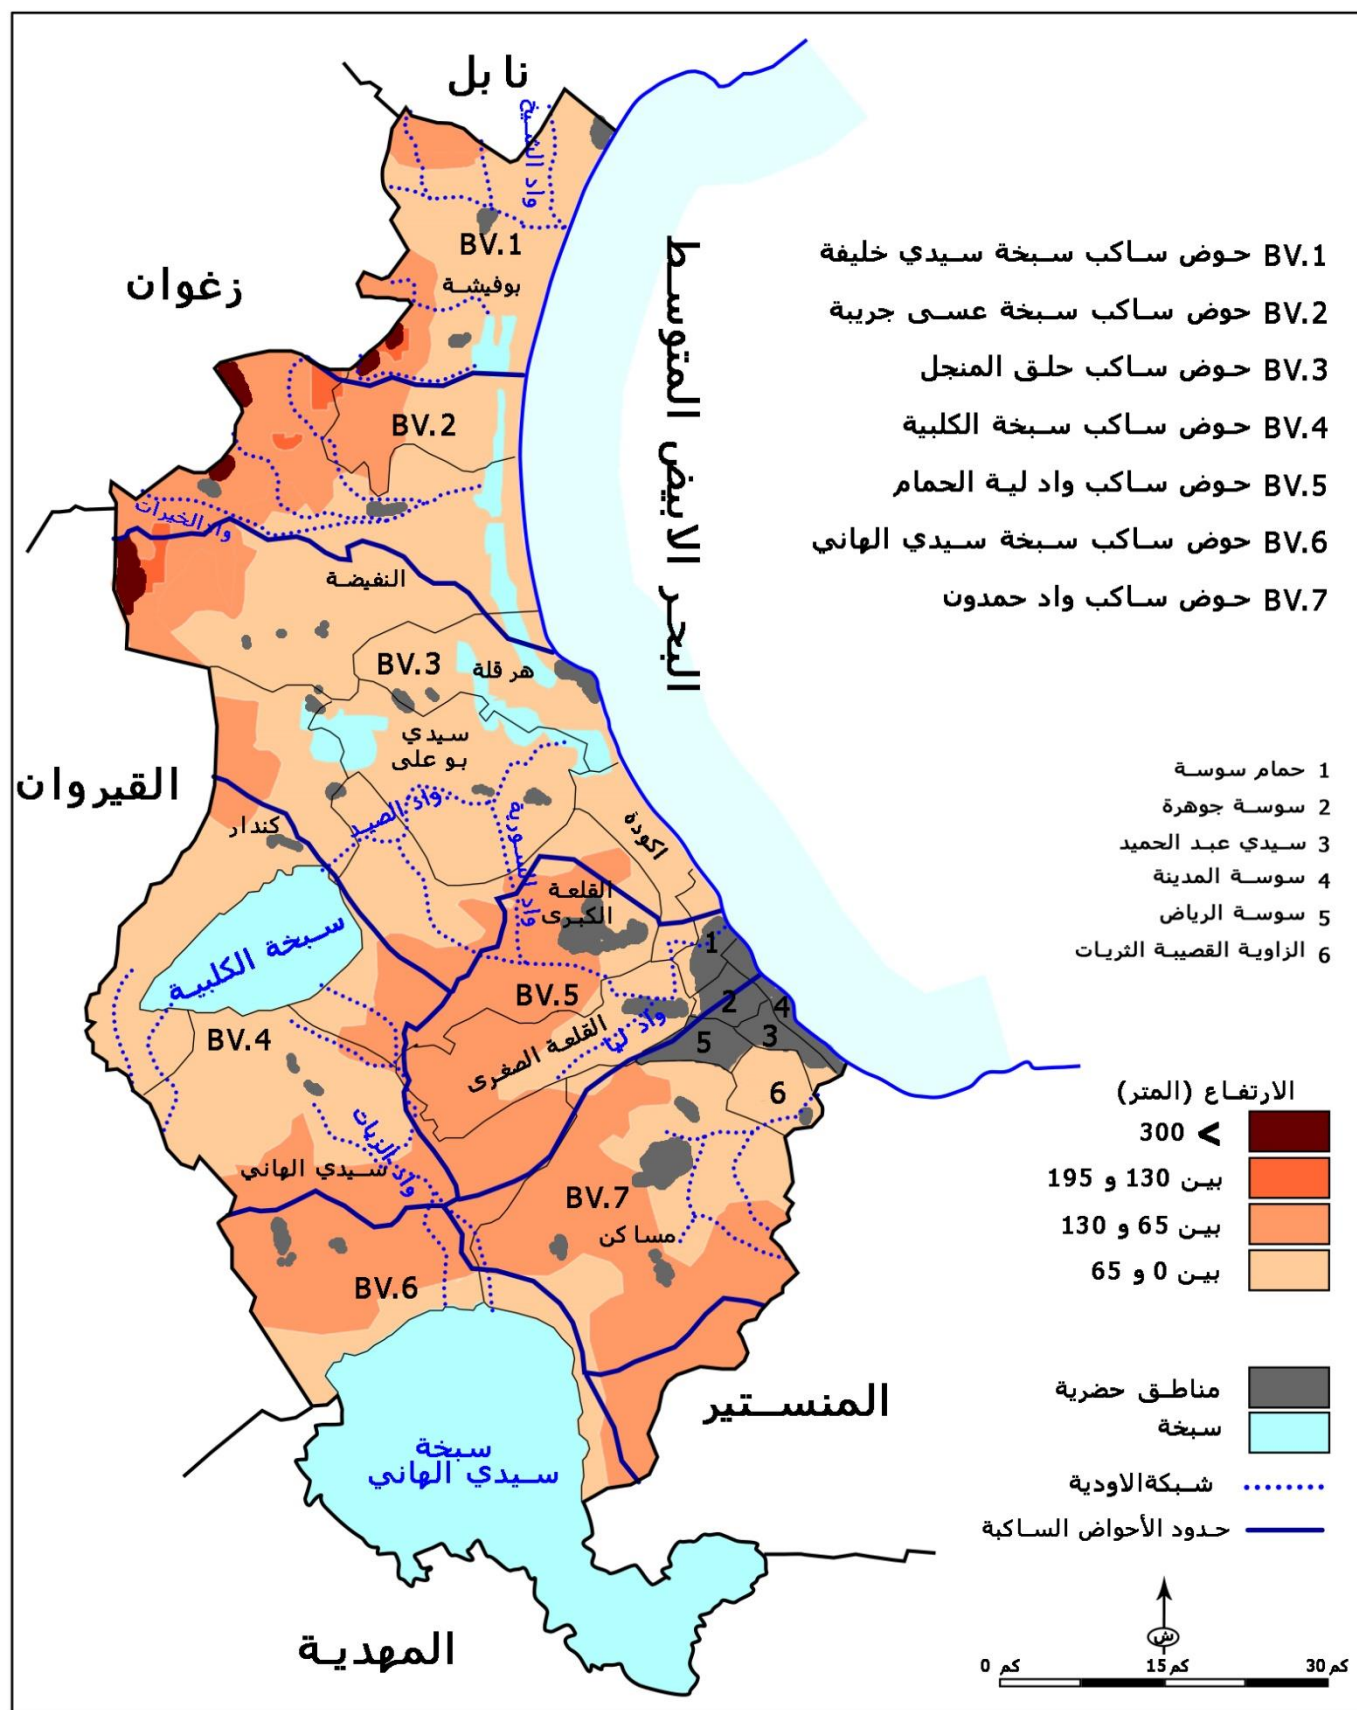 نابل
واد الشيخ
BV.1
بوفيشة
زغوان
BV.2
واد الخيرات
النفيضة
BV.3
هرقلة
سيدي
بو على
القيروان
كندار
واد الصيد
واد السورية
اكودة
القلعة
الكبرى
سبخة الكلبية
BV.4
BV.5
القلعة الصغرى
واد ليا
1
2
4
3
5
6
واد الزيات
سيدي الهاني
BV.6
BV.7
مساكن
سبخة
سيدي الهاني
المنستير
المهدية
البحر الابيض المتوسط
BV.1 حوض ساكب سبخة سيدي خليفة
BV.2 حوض ساكب سبخة عسى جريبة
BV.3 حوض ساكب حلق المنجل
BV.4 حوض ساكب سبخة الكلبية
BV.5 حوض ساكب واد لية الحمام
BV.6 حوض ساكب سبخة سيدي الهاني
BV.7 حوض ساكب واد حمدون
1 حمام سوسة
2 سوسة جوهرة
3 سيدي عبد الحميد
4 سوسة المدينة
5 سوسة الرياض
6 الزاوية القصيبة الثريات
الارتفاع (المتر)
> 300
بين 130 و 195
بين 65 و 130
بين 0 و 65
مناطق حضرية
سبخة
شبكةالاودية
حدود الأحواض الساكبة
ش
0 كم
15كم
30 كم